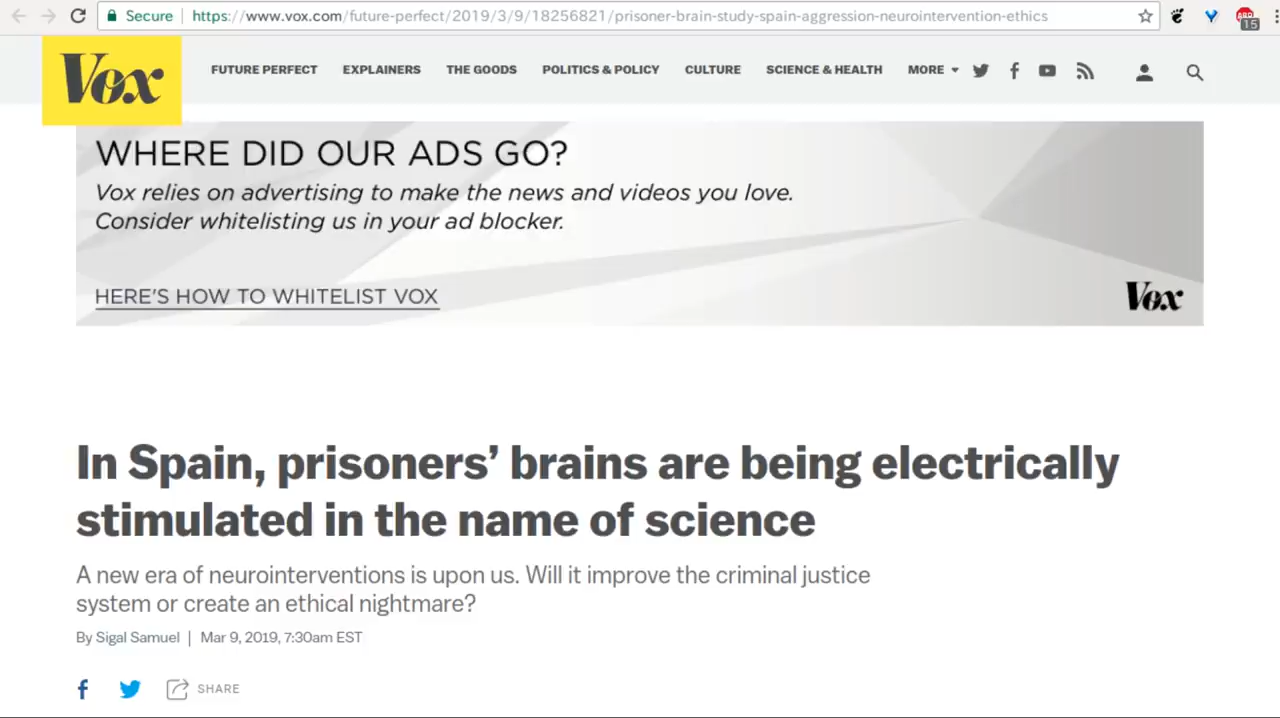 Secure | https://www.vox.com/future-perfect/2019/3/9/18256821/prisoner-brain-study-spain-aggression-neurointervention-ethics
15
Vox
FUTURE PERFECT EXPLAINERS THE GOODS POLITICS & POLICY CULTURE SCIENCE & HEALTH MORE
WHERE DID OUR ADS GO?
Vox relies on advertising to make the news and videos you love.
Consider whitelisting us in your ad blocker.
HERE'S HOW TO WHITELIST VOX
Vox
In Spain, prisoners’ brains are being electrically
stimulated in the name of science
A new era of neurointerventions is upon us. Will it improve the criminal justice
system or create an ethical nightmare?
By Sigal Samuel | Mar 9, 2019, 7:30am EST
SHARE